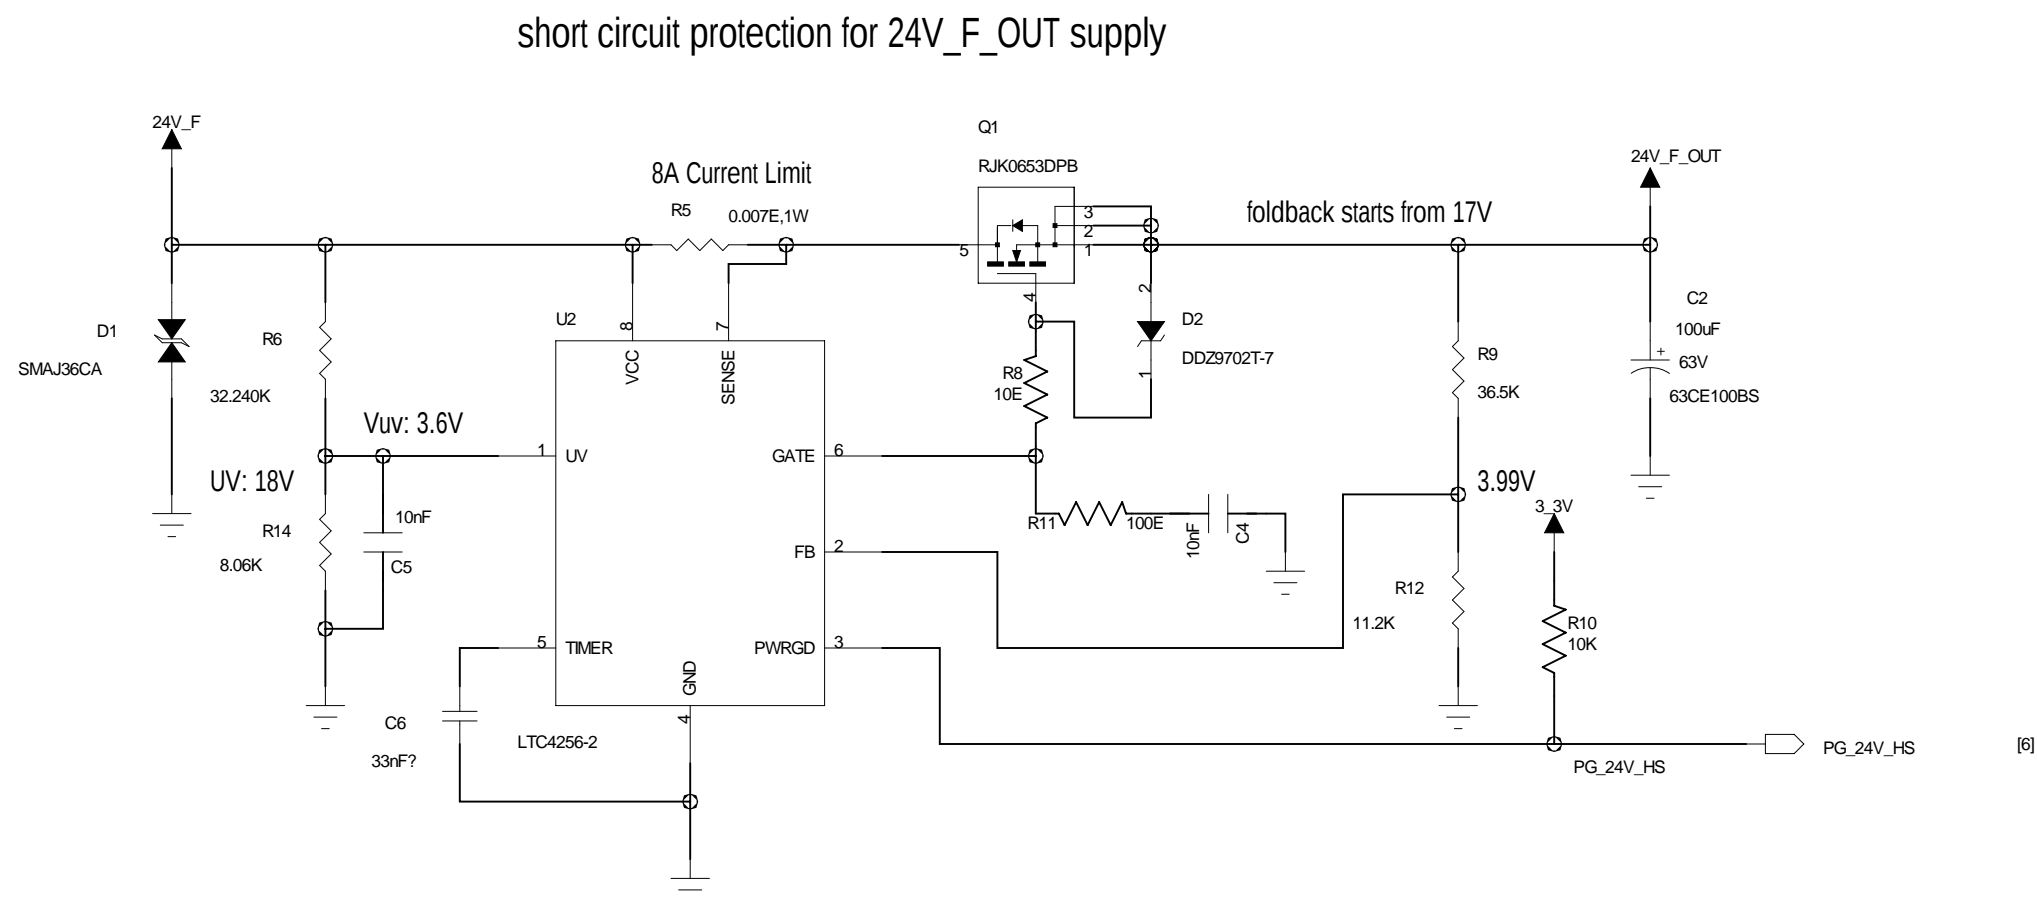 short circuit protection for 24V_F_OUT supply
24V_F
Q1
RJK0653DPB
24V_F_OUT
8A Current Limit
R5
0.007E,1W
foldback starts from 17V
3
2
1
5
4
2
1
D2
DDZ9702T-7
C2
100uF
+
63V
63CE100BS
D1
SMAJ36CA
R6
32.240K
U2
8
7
VCC
SENSE
R8
10E
R9
36.5K
Vuv: 3.6V
1
UV
GATE
6
UV: 18V
3.99V
3_3V
R14
8.06K
10nF
C5
R11
100E
10nF
C4
FB
2
R12
11.2K
R10
10K
5
TIMER
PWRGD
3
GND
4
C6
33nF?
LTC4256-2
PG_24V_HS
PG_24V_HS
[6]